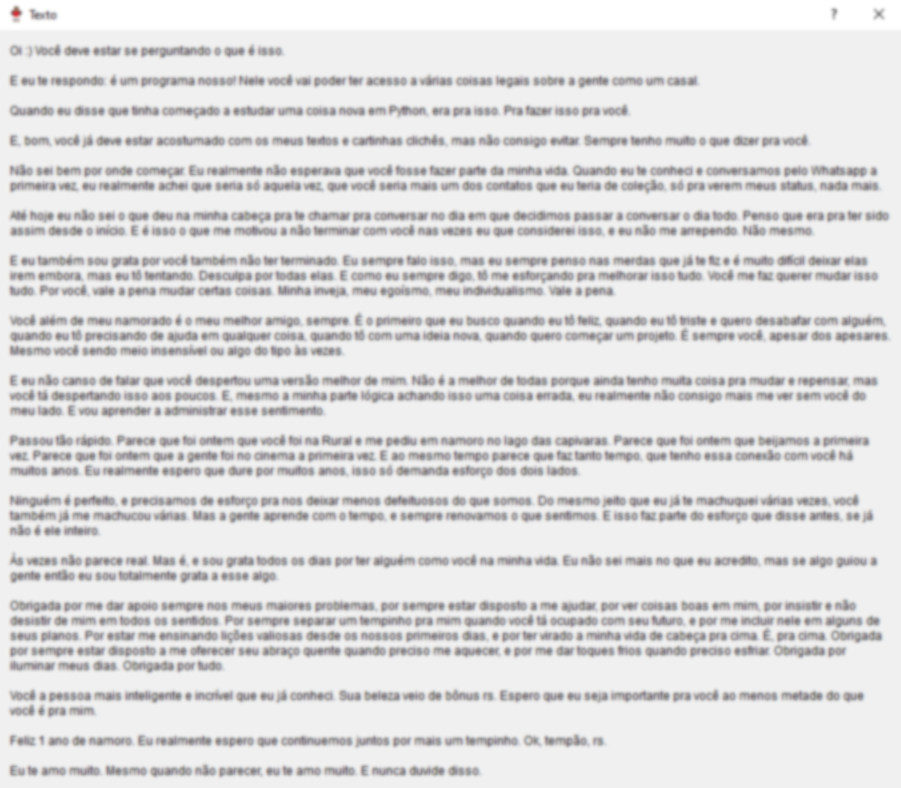 Texto
?
×
Oi :) Você deve estar se perguntando o que é isso.
E eu te respondo: é um programa nosso! Nele você vai poder ter acesso a várias coisas legais sobre a gente como um casal.
Quando eu disse que tinha começado a estudar uma coisa nova em Python, era pra isso. Pra fazer isso pra você.
E, bom, você já deve estar acostumado com os meus textos e cartinhas clichês, mas não consigo evitar. Sempre tenho muito o que dizer pra você.
Não sei bem por onde começar. Eu realmente não esperava que você fosse fazer parte da minha vida. Quando eu te conheci e conversamos pelo Whatsapp a
primeira vez, eu realmente achei que seria só aquela vez, que você seria mais um dos contatos que eu teria de coleção, só pra verem meus status, nada mais.
Até hoje eu não sei o que deu na minha cabeça pra te chamar pra conversar no dia em que decidimos passar a conversar o dia todo. Penso que era pra ter sido
assim desde o início. E é isso o que me motivou a não terminar com você nas vezes eu que considerei isso, e eu não me arrependo. Não mesmo.
E eu também sou grata por você também não ter terminado. Eu sempre falo isso, mas eu sempre penso nas merdas que já te fiz e é muito difícil deixar elas
irem embora, mas eu tô tentando. Desculpa por todas elas. E como eu sempre digo, tô me esforçando pra melhorar isso tudo. Você me faz querer mudar isso
tudo. Por você, vale a pena mudar certas coisas. Minha inveja, meu egoísmo, meu individualismo. Vale a pena.
Você além de meu namorado é o meu melhor amigo, sempre. É o primeiro que eu busco quando eu tô feliz, quando eu tô triste e quero desabafar com alguém,
quando eu tô precisando de ajuda em qualquer coisa, quando tô com uma ideia nova, quando quero começar um projeto. É sempre você, apesar dos apesares.
Mesmo você sendo meio insensível ou algo do tipo às vezes.
E eu não canso de falar que você despertou uma versão melhor de mim. Não é a melhor de todas porque ainda tenho muita coisa pra mudar e repensar, mas
você tá despertando isso aos poucos. E, mesmo a minha parte lógica achando isso uma coisa errada, eu realmente não consigo mais me ver sem você do
meu lado. E vou aprender a administrar esse sentimento.
Passou tão rápido. Parece que foi ontem que você foi na Rural e me pediu em namoro no lago das capivaras. Parece que foi ontem que beijamos a primeira
vez. Parece que foi ontem que a gente foi no cinema a primeira vez. E ao mesmo tempo parece que faz tanto tempo, que tenho essa conexão com você há
muitos anos. Eu realmente espero que dure por muitos anos, isso só demanda esforço dos dois lados.
Ninguém é perfeito, e precisamos de esforço pra nos deixar menos defeituosos do que somos. Do mesmo jeito que eu já te machuquei várias vezes, você
também já me machucou várias. Mas a gente aprende com o tempo, e sempre renovamos o que sentimos. E isso faz parte do esforço que disse antes, se já
não é ele inteiro.
Às vezes não parece real. Mas é, e sou grata todos os dias por ter alguém como você na minha vida. Eu não sei mais no que eu acredito, mas se algo guiou a
gente então eu sou totalmente grata a esse algo.
Obrigada por me dar apoio sempre nos meus maiores problemas, por sempre estar disposto a me ajudar, por ver coisas boas em mim, por insistir e não
desistir de mim em todos os sentidos. Por sempre separar um tempinho pra mim quando você tá ocupado com seu futuro, e por me incluir nele em alguns de
seus planos. Por estar me ensinando lições valiosas desde os nossos primeiros dias, e por ter virado a minha vida de cabeça pra cima. É, pra cima. Obrigada
por sempre estar disposto a me oferecer seu abraço quente quando preciso me aquecer, e por me dar toques frios quando preciso esfriar. Obrigada por
iluminar meus dias. Obrigada por tudo.
Você a pessoa mais inteligente e incrível que eu já conheci. Sua beleza veio de bônus rs. Espero que eu seja importante pra você ao menos metade do que
você é pra mim.
Feliz 1 ano de namoro. Eu realmente espero que continuemos juntos por mais um tempinho. Ok, tempão, rs.
Eu te amo muito. Mesmo quando não parecer, eu te amo muito. E nunca duvide disso.